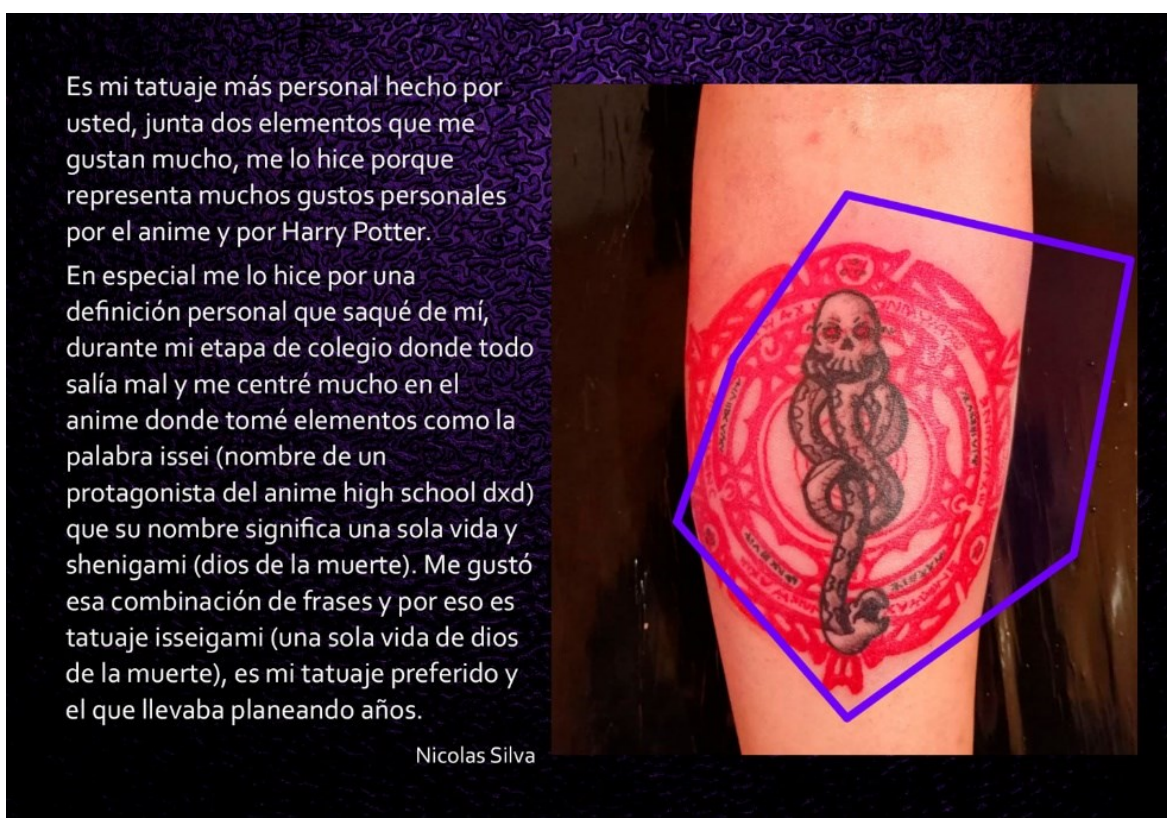 Es mi tatuaje más personal hecho por
usted, junta dos elementos que me
gustan mucho, me lo hice porque
representa muchos gustos personales
por el anime y por Harry Potter.
En especial me lo hice por una
definición personal que saqué de mí,
durante mi etapa de colegio donde todo
salía mal y me centré mucho en el
anime donde tomé elementos como la
palabra issei (nombre de un
protagonista del anime high school dxd)
que su nombre significa una sola vida y
shenigami (dios de la muerte). Me gustó
esa combinación de frases y por eso es
tatuaje isseigami (una sola vida de dios
de la muerte), es mi tatuaje preferido y
el que llevaba planeando años.
Nicolas Silva